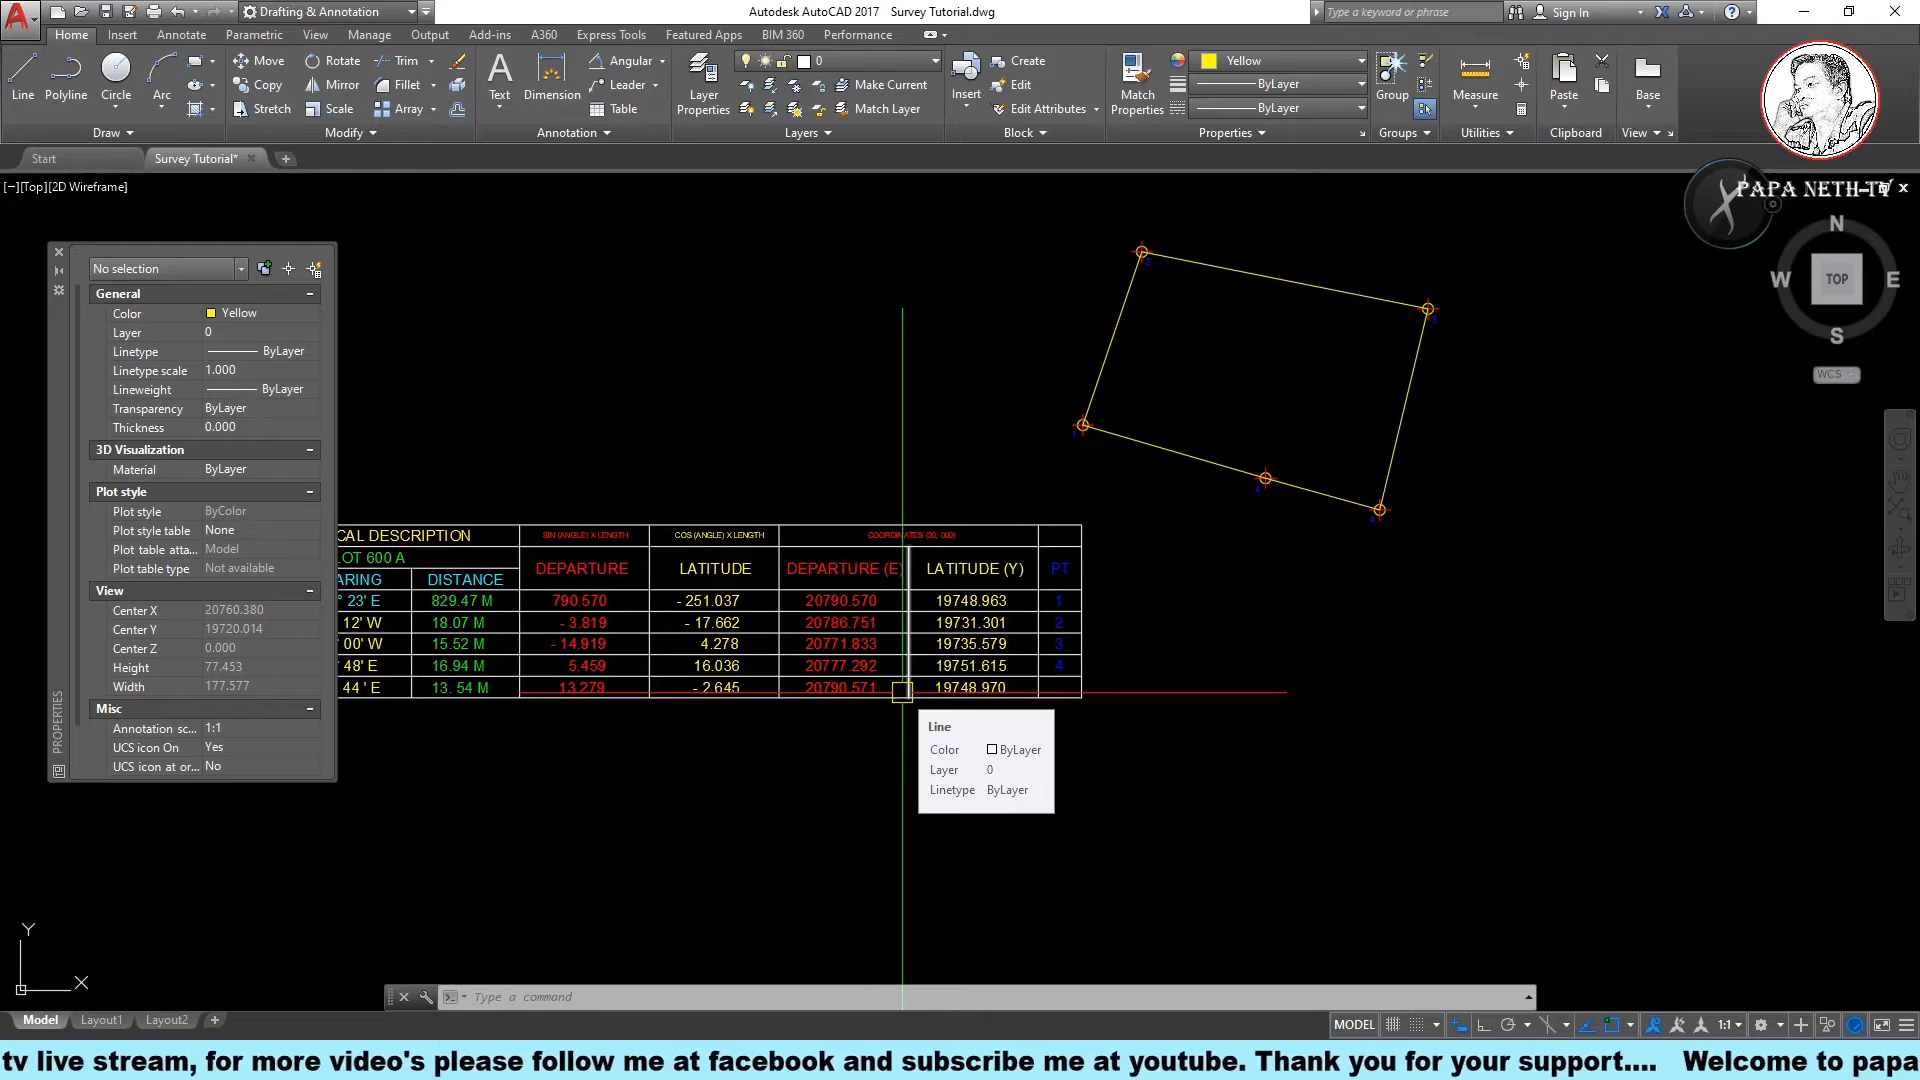 Drafting & Annotation
Autodesk AutoCAD 2017 Survey Tutorial.dwg
Type a keyword or phrase
Sign In
Home Insert Annotate Parametric View Manage Output Add-ins A360 Express Tools Featured Apps BIM 360 Performance
Line Polyline Circle Arc
Move Rotate Trim
Copy Mirror Fillet
Stretch Scale Array
Text Dimension
Angular
Leader
Table
Layer Properties
0
Make Current
Match Layer
Insert
Create
Edit
Edit Attributes
Match Properties
Yellow
ByLayer
ByLayer
Group Measure Paste Base
Draw Modify Annotation Layers Block Properties Groups Utilities Clipboard View
Start Survey Tutorial*
[−][Top][2D Wireframe]
PAPA NETH-TV
N
W TOP E
S
WCS
No selection
General
Color Yellow
Layer 0
Linetype ByLayer
Linetype scale 1.000
Lineweight ByLayer
Transparency ByLayer
Thickness 0.000
3D Visualization
Material ByLayer
Plot style
Plot style ByColor
Plot style table None
Plot table atta... Model
Plot table type Not available
View
Center X 20760.380
Center Y 19720.014
Center Z 0.000
Height 77.453
Width 177.577
Misc
Annotation sc... 1:1
UCS icon On Yes
UCS icon at or... No
PROPERTIES
CAL DESCRIPTION SIN (ANGLE) X LENGTH COS (ANGLE) X LENGTH COORDINATES (20, 000)
LOT 600 A
ARING DISTANCE DEPARTURE LATITUDE DEPARTURE (E) LATITUDE (Y) PT
° 23' E 829.47 M 790.570 - 251.037 20790.570 19748.963 1
12' W 18.07 M - 3.819 - 17.662 20786.751 19731.301 2
' 00' W 15.52 M - 14.919 4.278 20771.833 19735.579 3
' 48' E 16.94 M 5.459 16.036 20777.292 19751.615 4
44 ' E 13. 54 M 13.279 - 2.645 20790.571 19748.970
Line
Color ByLayer
Layer 0
Linetype ByLayer
Y
X
Type a command
Model Layout1 Layout2
MODEL 1:1
tv live stream, for more video's please follow me at facebook and subscribe me at youtube. Thank you for your support.... Welcome to papa